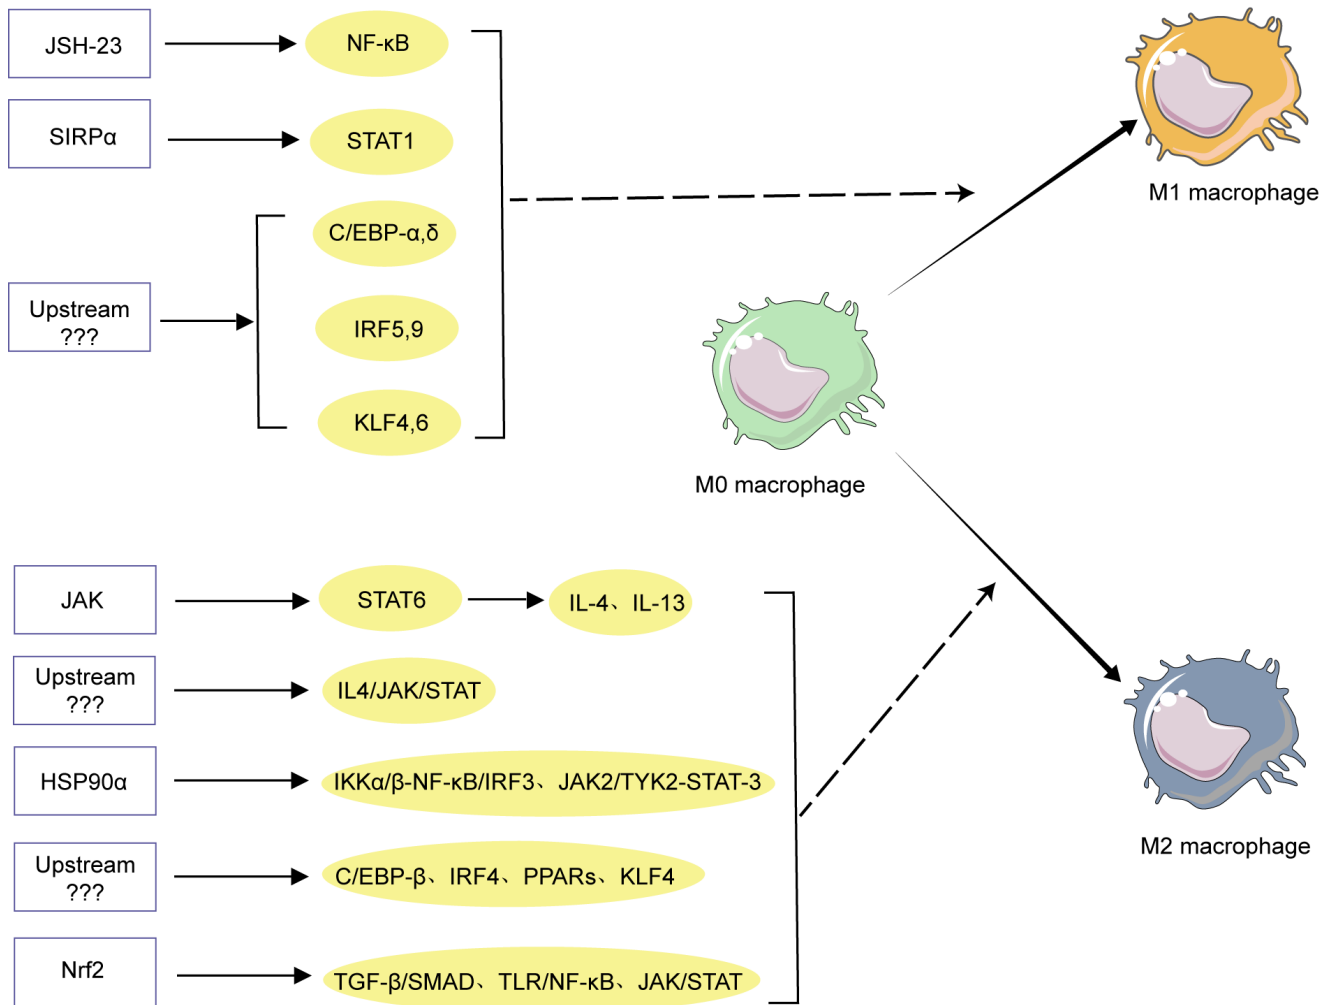 JSH-23
NF-κB
SIRPα
STAT1
M1 macrophage
C/EBP-α,δ
Upstream
???
IRF5,9
KLF4,6
M0 macrophage
JAK
STAT6
IL-4、IL-13
Upstream
???
IL4/JAK/STAT
HSP90α
IKKα/β-NF-κB/IRF3、JAK2/TYK2-STAT-3
M2 macrophage
Upstream
???
C/EBP-β、IRF4、PPARs、KLF4
Nrf2
TGF-β/SMAD、TLR/NF-κB、JAK/STAT